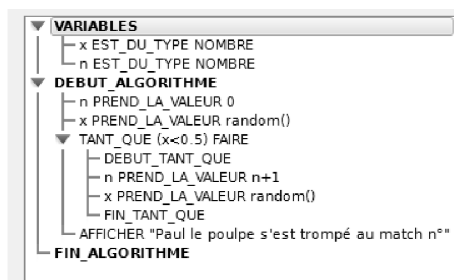 VARIABLES
x EST_DU_TYPE NOMBRE
n EST_DU_TYPE NOMBRE
DEBUT_ALGORITHME
n PREND_LA_VALEUR 0
x PREND_LA_VALEUR random()
TANT_QUE (x<0.5) FAIRE
DEBUT_TANT_QUE
n PREND_LA_VALEUR n+1
x PREND_LA_VALEUR random()
FIN_TANT_QUE
AFFICHER "Paul le poulpe s'est trompé au match n°"
FIN_ALGORITHME